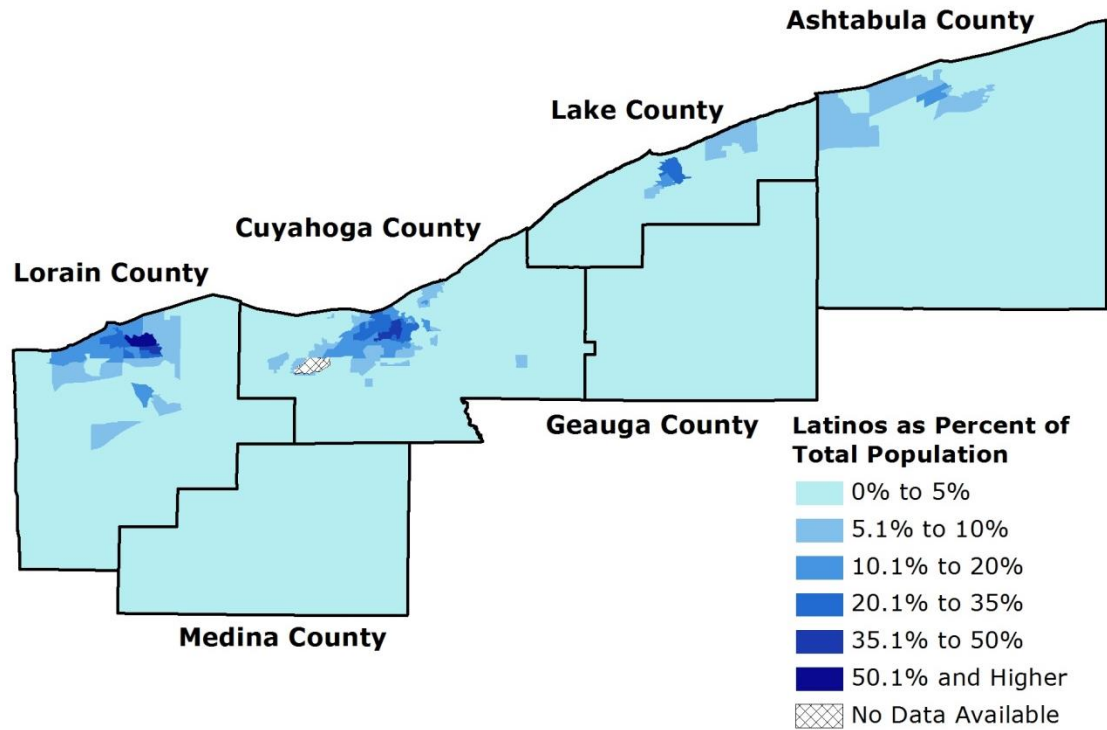 Ashtabula County
Lake County
Cuyahoga County
Lorain County
Geauga County
Medina County
Latinos as Percent of
Total Population
0% to 5%
5.1% to 10%
10.1% to 20%
20.1% to 35%
35.1% to 50%
50.1% and Higher
No Data Available